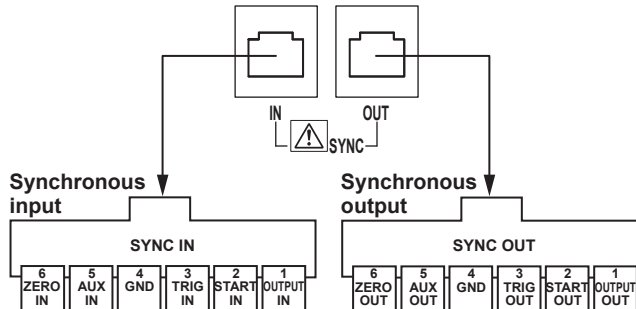 IN OUT
SYNC
Synchronous
input
Synchronous
output
SYNC IN
6 5 4 3 2 1
ZERO AUX GND TRIG START OUTPUT
IN IN IN IN IN
SYNC OUT
6 5 4 3 2 1
ZERO AUX GND TRIG START OUTPUT
OUT OUT OUT OUT OUT